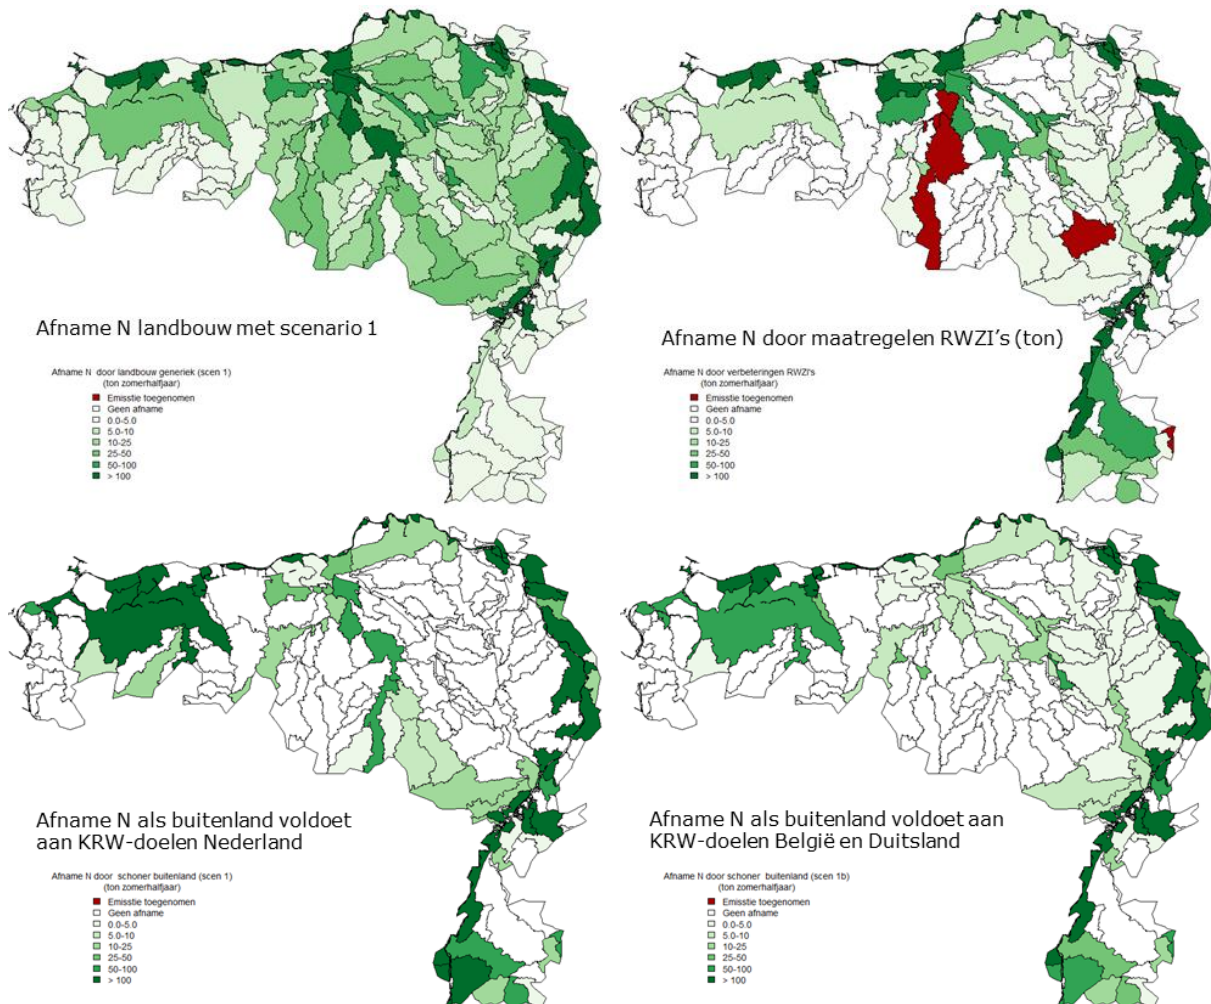 Afname N landbouw met scenario 1
Afname N door landbouw generiek (scen 1)
(ton zomerhalfjaar)
Emisstie toegenomen
Geen afname
0.0-5.0
5.0-10
10-25
25-50
50-100
> 100
Afname N door maatregelen RWZI's (ton)
Afname N door verbeteringen RWZI's
(ton zomerhalfjaar)
Emisstie toegenomen
Geen afname
0.0-5.0
5.0-10
10-25
25-50
50-100
> 100
Afname N als buitenland voldoet
aan KRW-doelen Nederland
Afname N door schoner buitenland (scen 1)
(ton zomerhalfjaar)
Emisstie toegenomen
Geen afname
0.0-5.0
5.0-10
10-25
25-50
50-100
> 100
Afname N als buitenland voldoet aan
KRW-doelen België en Duitsland
Afname N door schoner buitenland (scen 1b)
(ton zomerhalfjaar)
Emisstie toegenomen
Geen afname
0.0-5.0
5.0-10
10-25
25-50
50-100
> 100